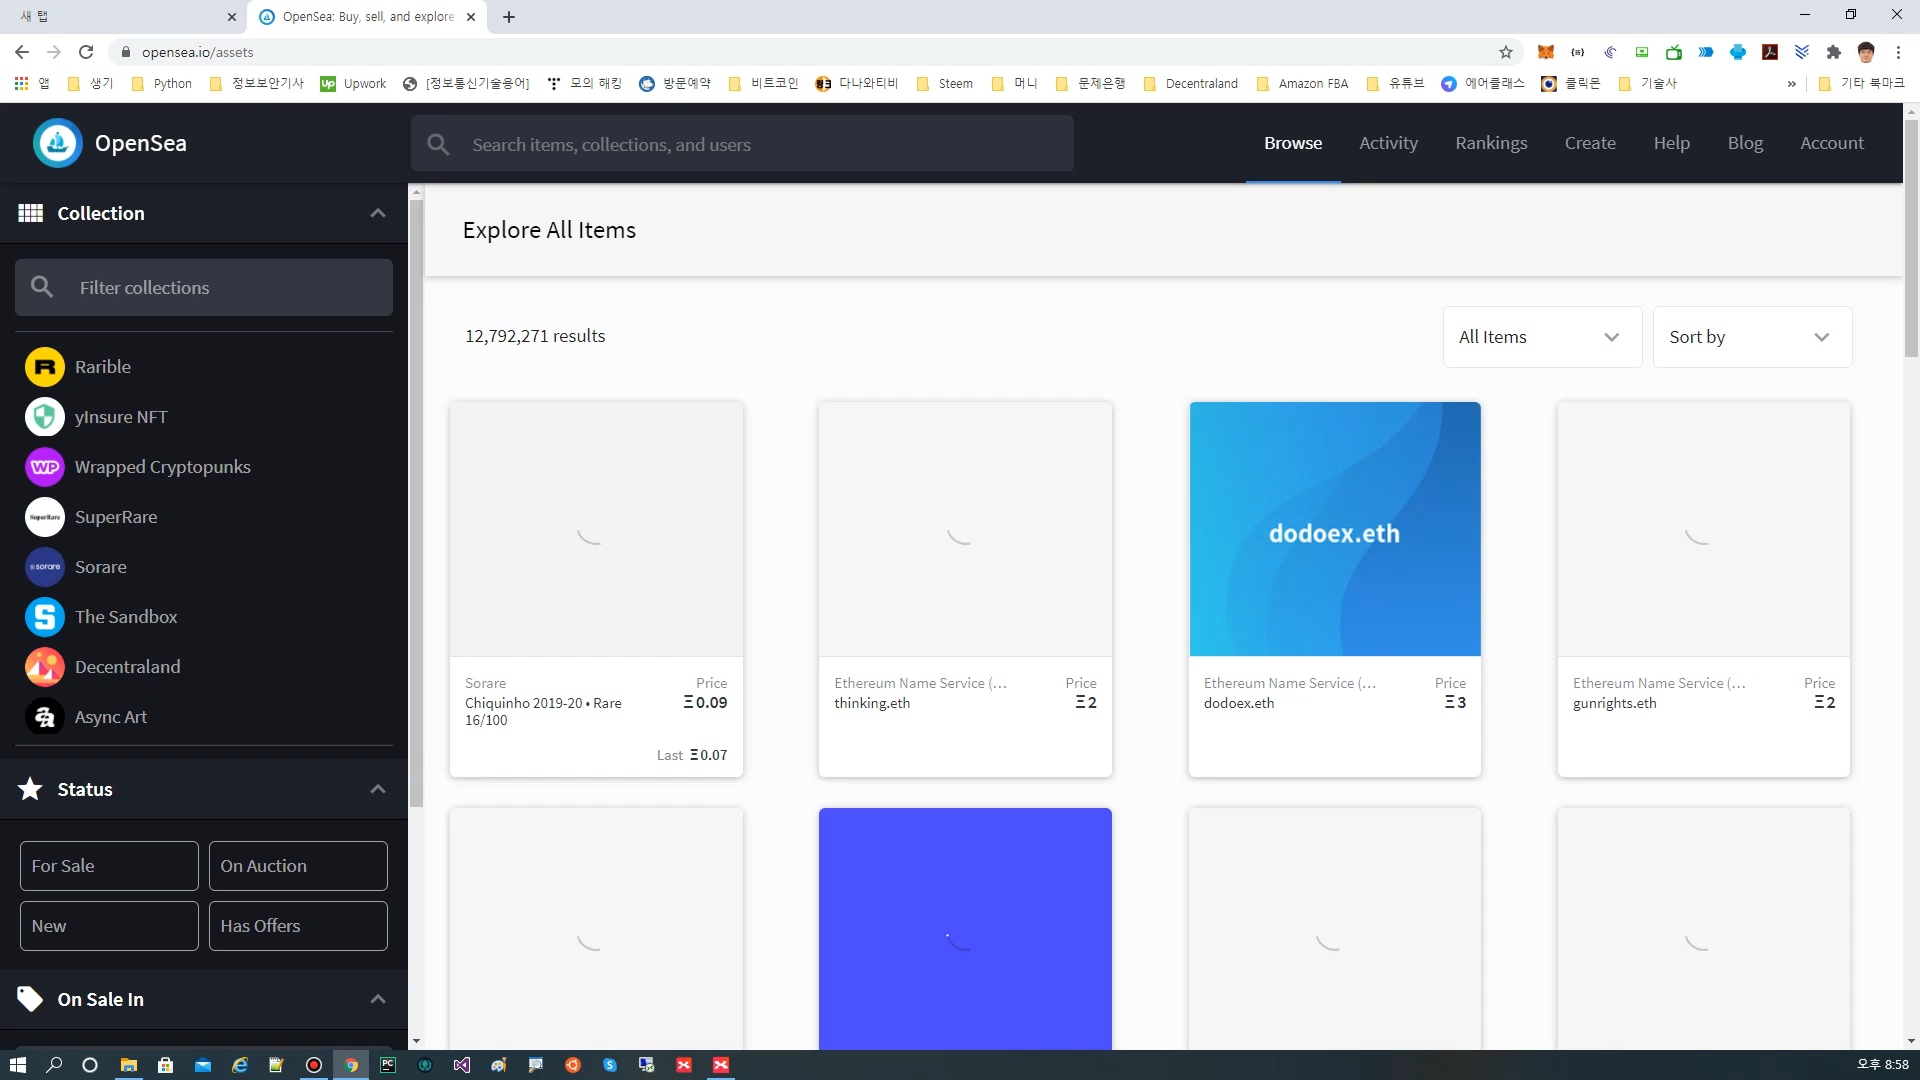 새 탭
OpenSea: Buy, sell, and explore
opensea.io/assets
앱 생기 Python 정보보안기사 Up Upwork [정보통신기술용어] 모의 해킹 방문예약 비트코인 다나와티비 Steem 머니 문제은행 Decentraland Amazon FBA 유튜브 에어클래스 클릭몬 기술사 » 기타 북마크
OpenSea
Search items, collections, and users
Browse Activity Rankings Create Help Blog Account
Collection
Filter collections
Rarible
yInsure NFT
WP Wrapped Cryptopunks
SuperRare SuperRare
sorare Sorare
The Sandbox
Decentraland
Async Art
Status
For Sale On Auction
New Has Offers
On Sale In
Explore All Items
12,792,271 results
All Items Sort by
dodoex.eth
Sorare Price
Chiquinho 2019-20 • Rare Ξ 0.09
16/100
Last Ξ 0.07
Ethereum Name Service (... Price
thinking.eth Ξ 2
Ethereum Name Service (... Price
dodoex.eth Ξ 3
Ethereum Name Service (... Price
gunrights.eth Ξ 2
PC
오후 8:58